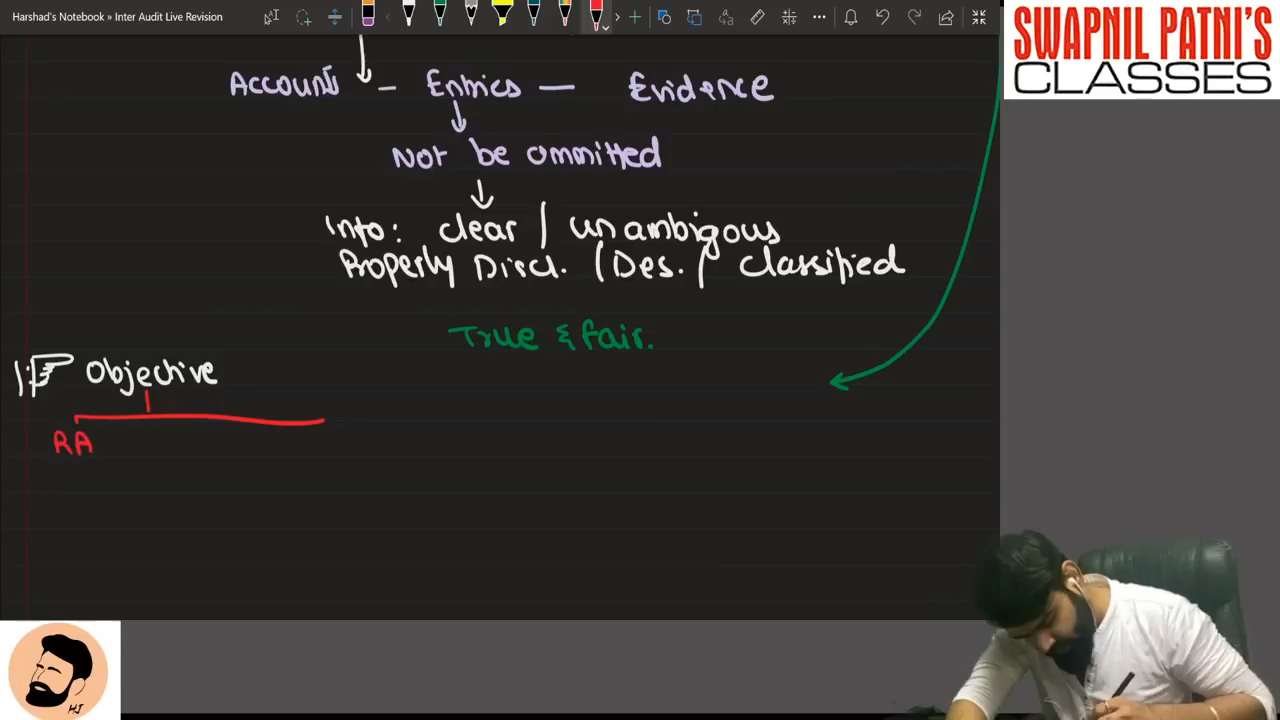 Harshad's Notebook » Inter Audit Live Revision
SWAPNIL PATNI'S
CLASSES
Accounts - Entries — Evidence
Not be ommitted
Info: clear / unambigous
Properly Discl. / Des. / classified
True & fair.
1) Objective
RA
HJ